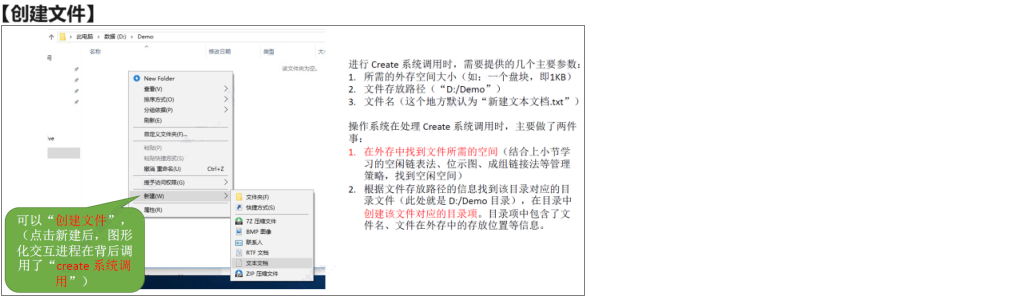 【创建文件】
此电脑 › 数据 (D:) › Demo
名称 修改日期 类型 大
该文件夹为空。
New Folder
查看(V)
排序方式(O)
分组依据(P)
刷新(E)
自定义文件夹(F)...
粘贴(P)
粘贴快捷方式(S)
撤消 重命名(U) Ctrl+Z
授予访问权限(G)
新建(W)
属性(R)
文件夹(F)
快捷方式(S)
7Z 压缩文件
BMP 图像
联系人
RTF 文档
文本文档
ZIP 压缩文件
ve
可以“创建文件”，
（点击新建后，图形
化交互进程在背后调
用了“create 系统调
用”）
进行 Create 系统调用时，需要提供的几个主要参数：
1. 所需的外存空间大小（如：一个盘块，即1KB）
2. 文件存放路径（“D:/Demo”）
3. 文件名（这个地方默认为“新建文本文档.txt”）
操作系统在处理 Create 系统调用时，主要做了两件
事：
1. 在外存中找到文件所需的空间（结合上小节学
习的空闲链表法、位示图、成组链接法等管理
策略，找到空闲空间）
2. 根据文件存放路径的信息找到该目录对应的目
录文件（此处就是 D:/Demo 目录），在目录中
创建该文件对应的目录项。目录项中包含了文
件名、文件在外存中的存放位置等信息。